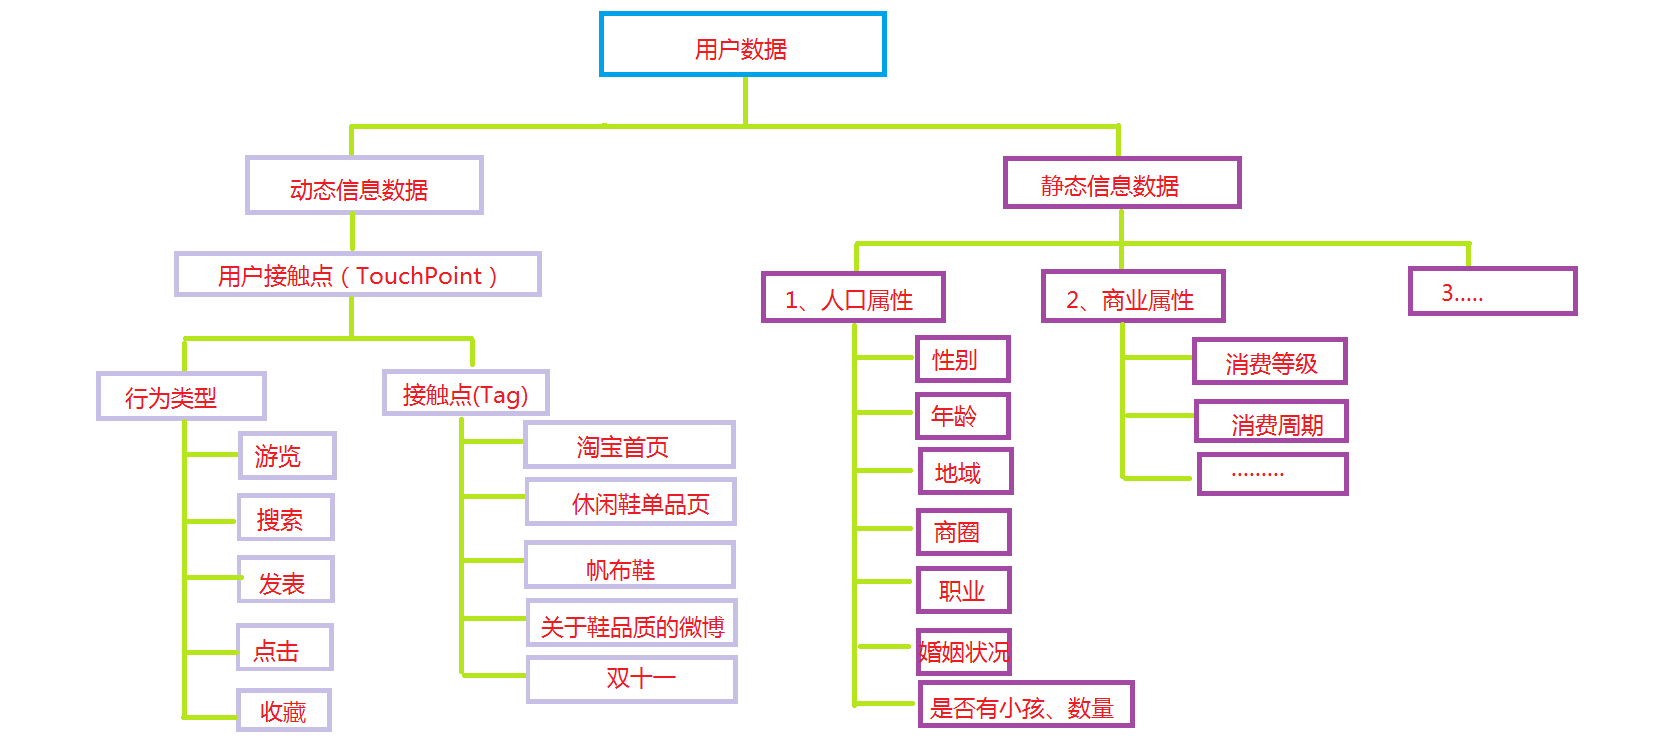 用户数据
动态信息数据
静态信息数据
用户接触点（TouchPoint）
1、人口属性
2、商业属性
3.....
行为类型
接触点(Tag)
游览
搜索
发表
点击
收藏
淘宝首页
休闲鞋单品页
帆布鞋
关于鞋品质的微博
双十一
性别
年龄
地域
商圈
职业
婚姻状况
是否有小孩、数量
消费等级
消费周期
.........